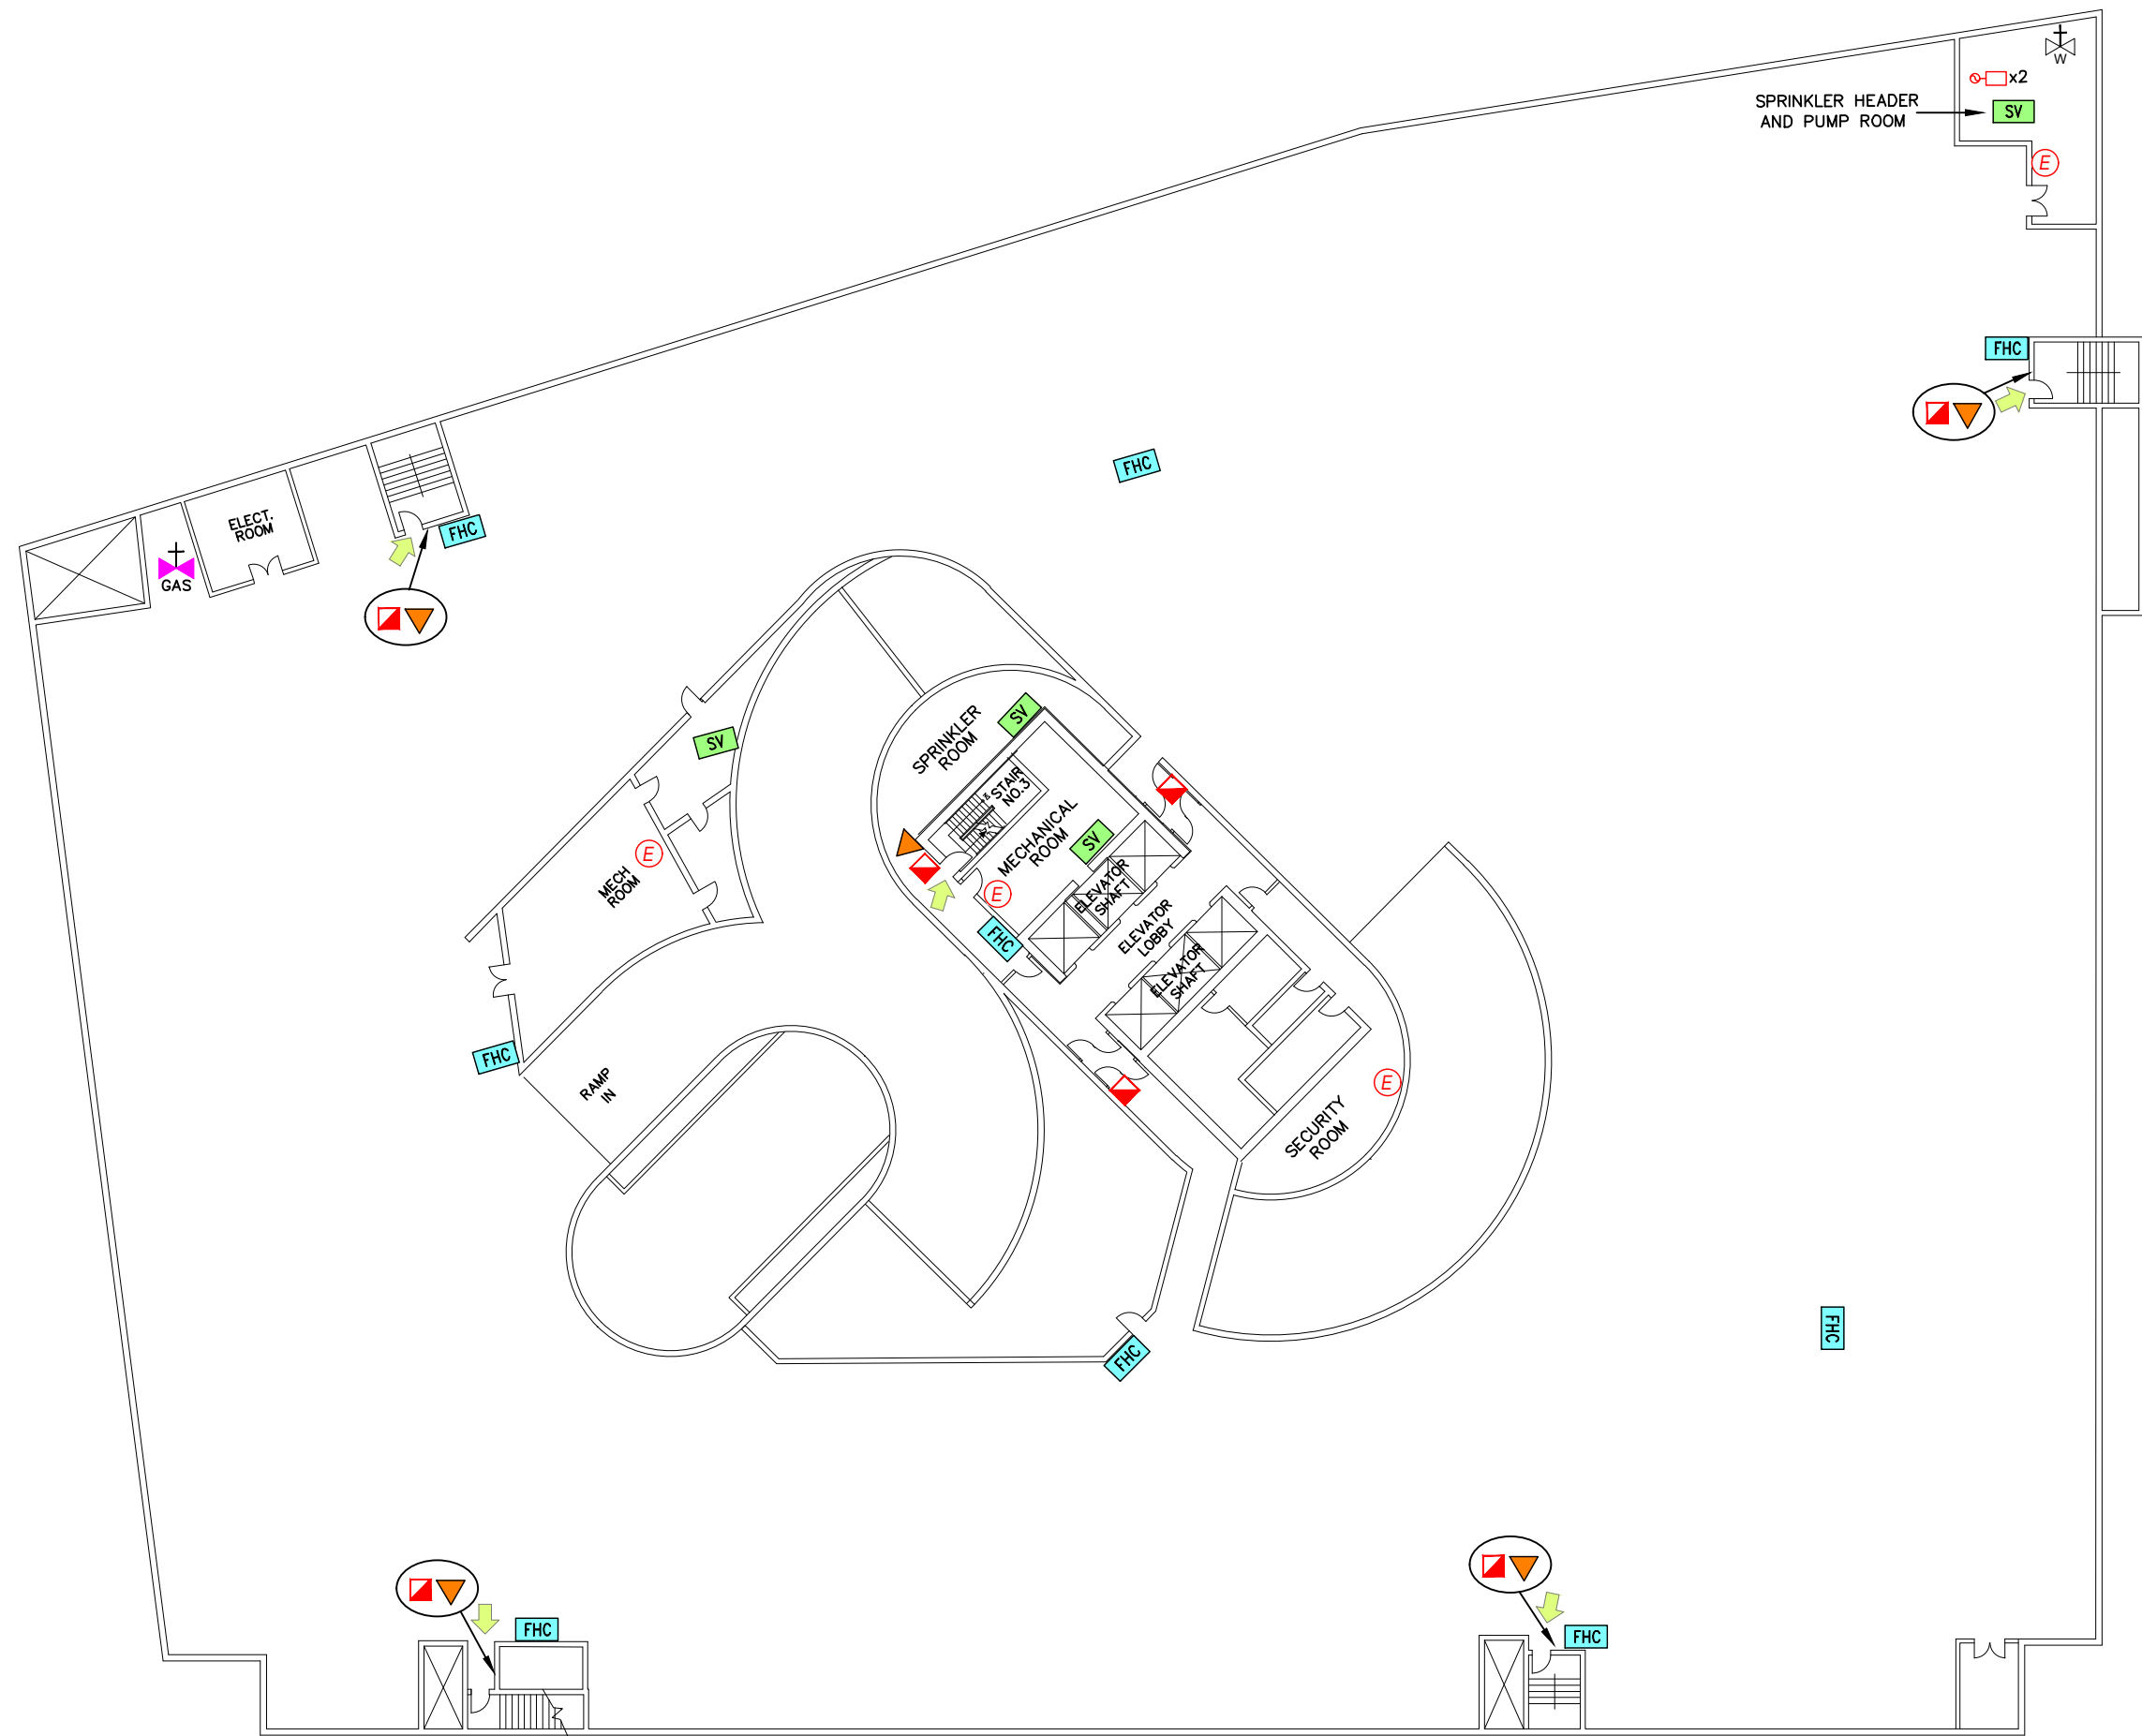 W
x2
SPRINKLER HEADER
AND PUMP ROOM
SV
E
FHC
FHC
ELECT.
ROOM
FHC
GAS
SPRINKLER
ROOM
SV
SV
STAIR
NO.3
MECHANICAL
ROOM
SV
E
MECH
ROOM
E
ELEVATOR
SHAFT
FHC
ELEVATOR
LOBBY
ELEVATOR
SHAFT
FHC
RAMP
IN
E
SECURITY
ROOM
FHC
FHC
FHC
FHC